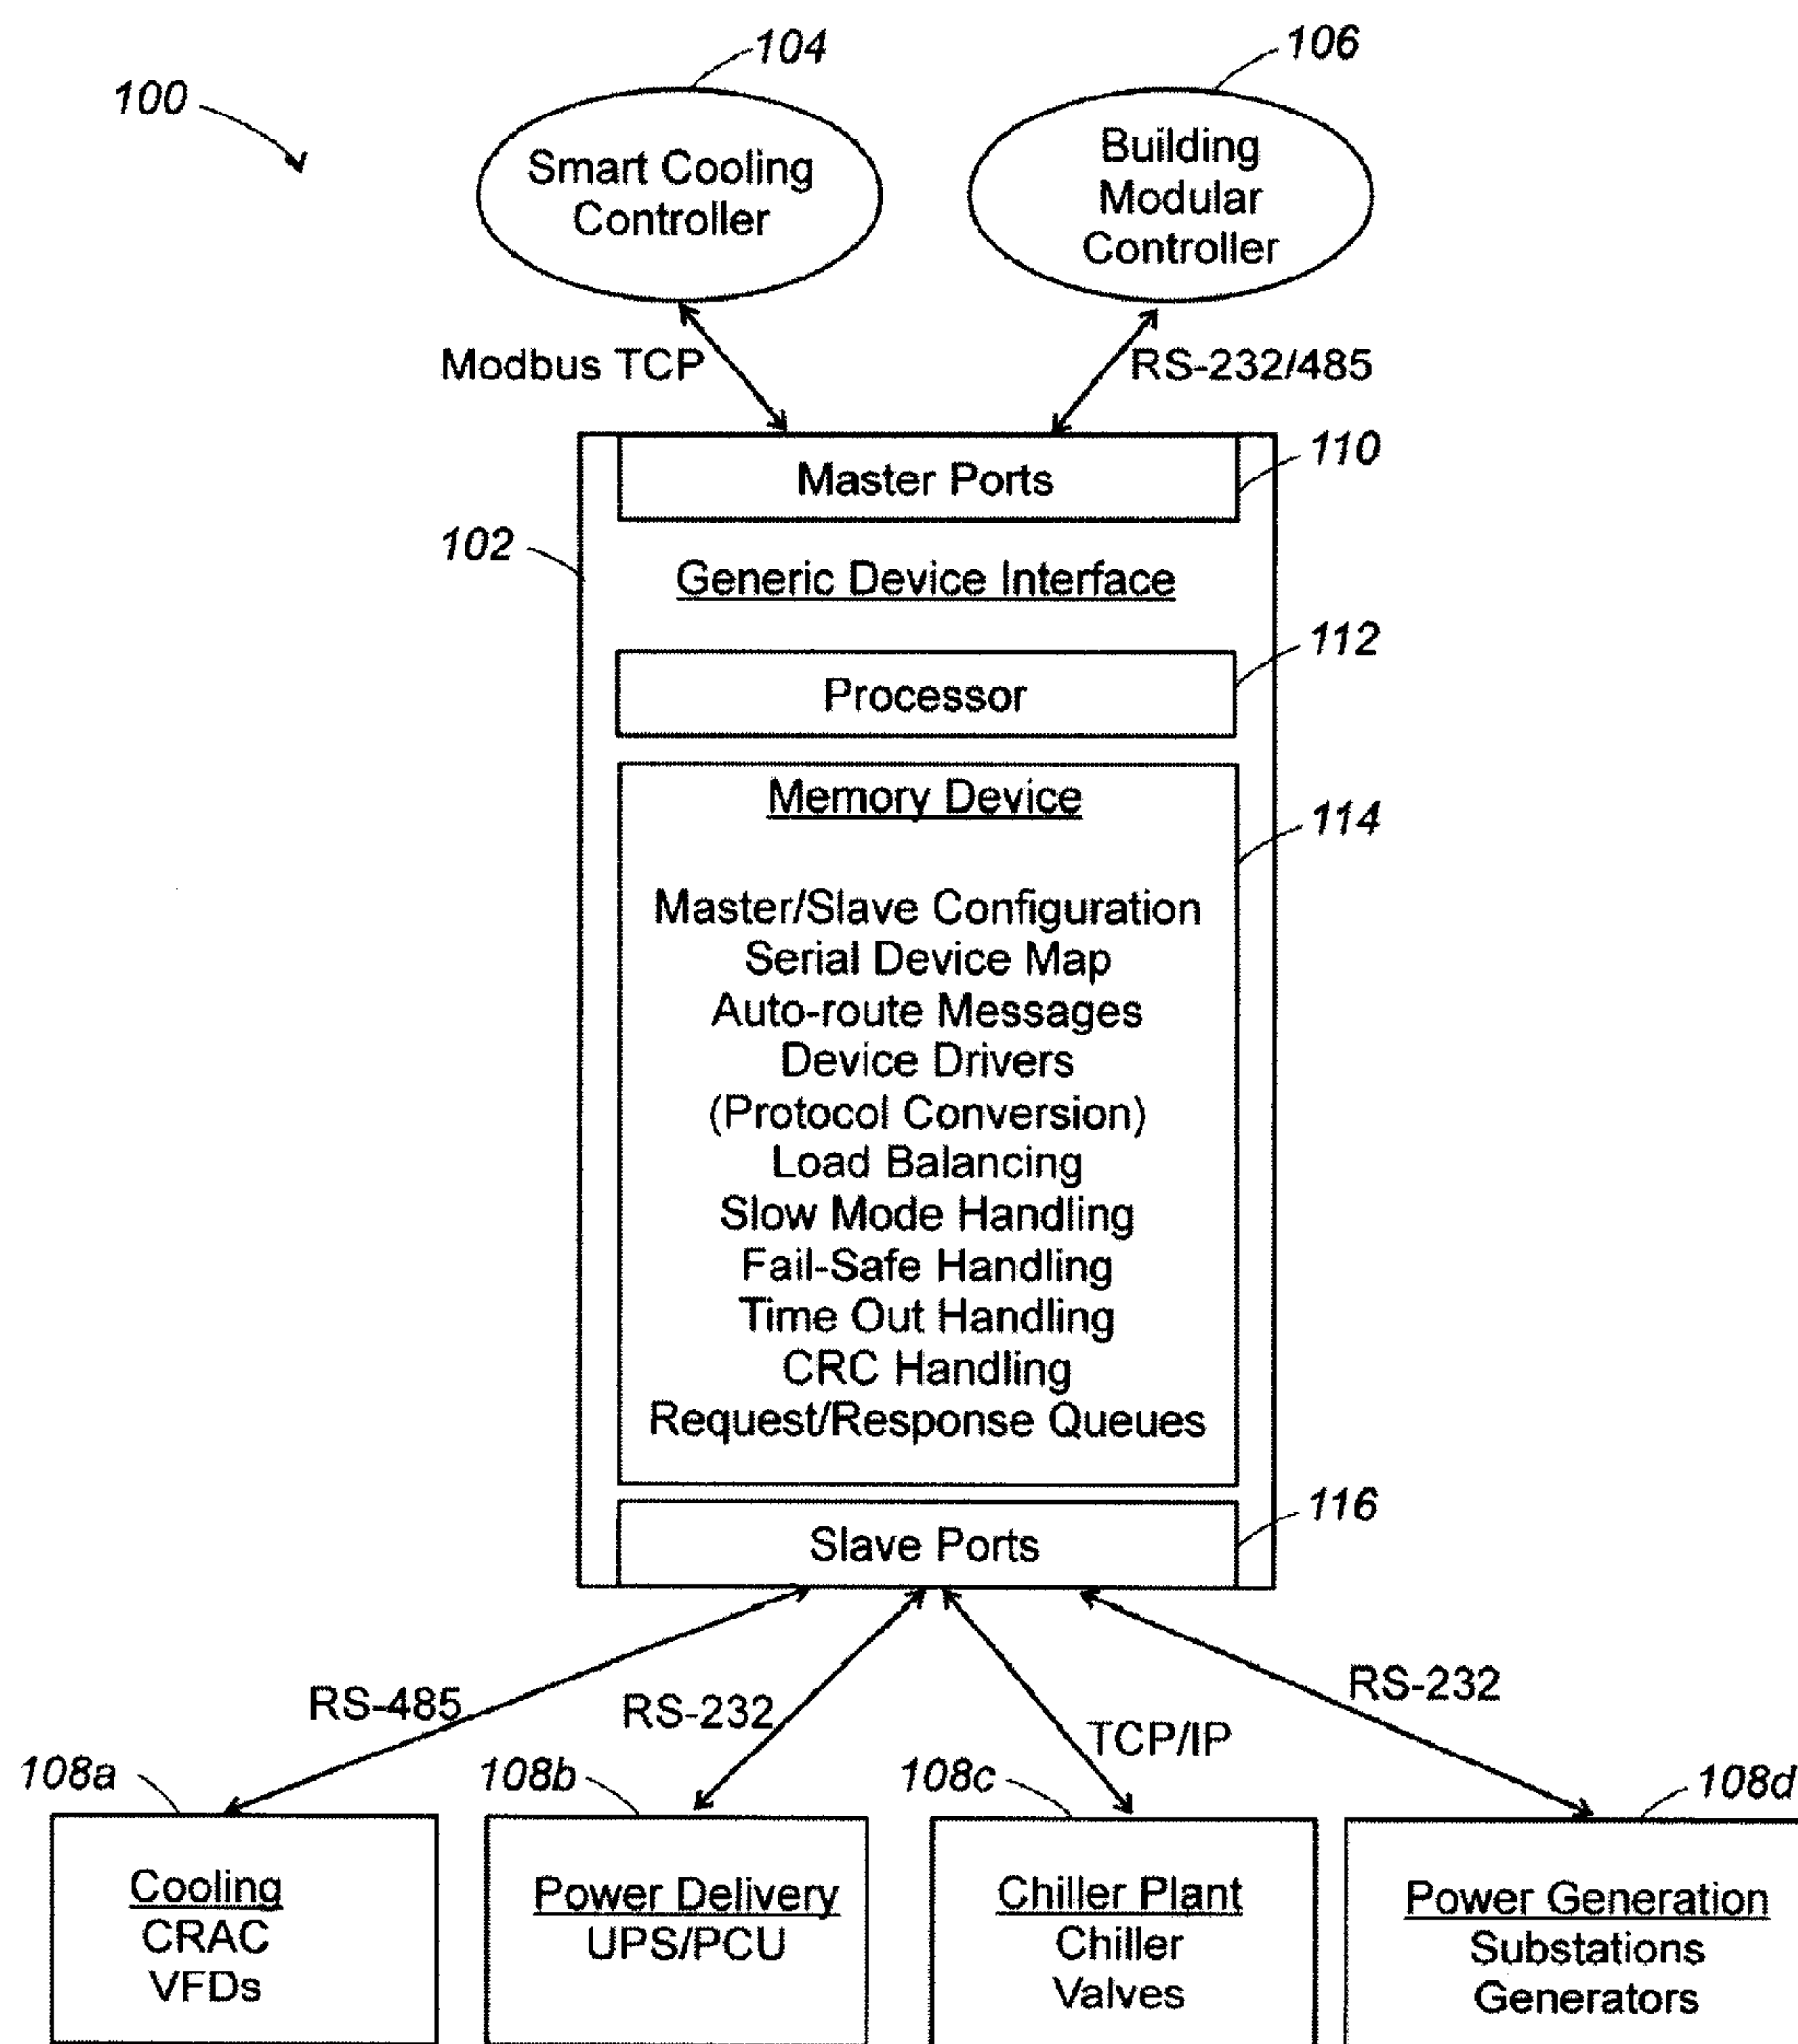 100
104
106
Smart Cooling
Controller
Building
Modular
Controller
Modbus TCP
RS-232/485
Master Ports
110
102
Generic Device Interface
112
Processor
Memory Device
114
Master/Slave Configuration
Serial Device Map
Auto-route Messages
Device Drivers
(Protocol Conversion)
Load Balancing
Slow Mode Handling
Fail-Safe Handling
Time Out Handling
CRC Handling
Request/Response Queues
116
Slave Ports
RS-485
RS-232
TCP/IP
RS-232
108a
108b
108c
108d
Cooling
CRAC
VFDs
Power Delivery
UPS/PCU
Chiller Plant
Chiller
Valves
Power Generation
Substations
Generators